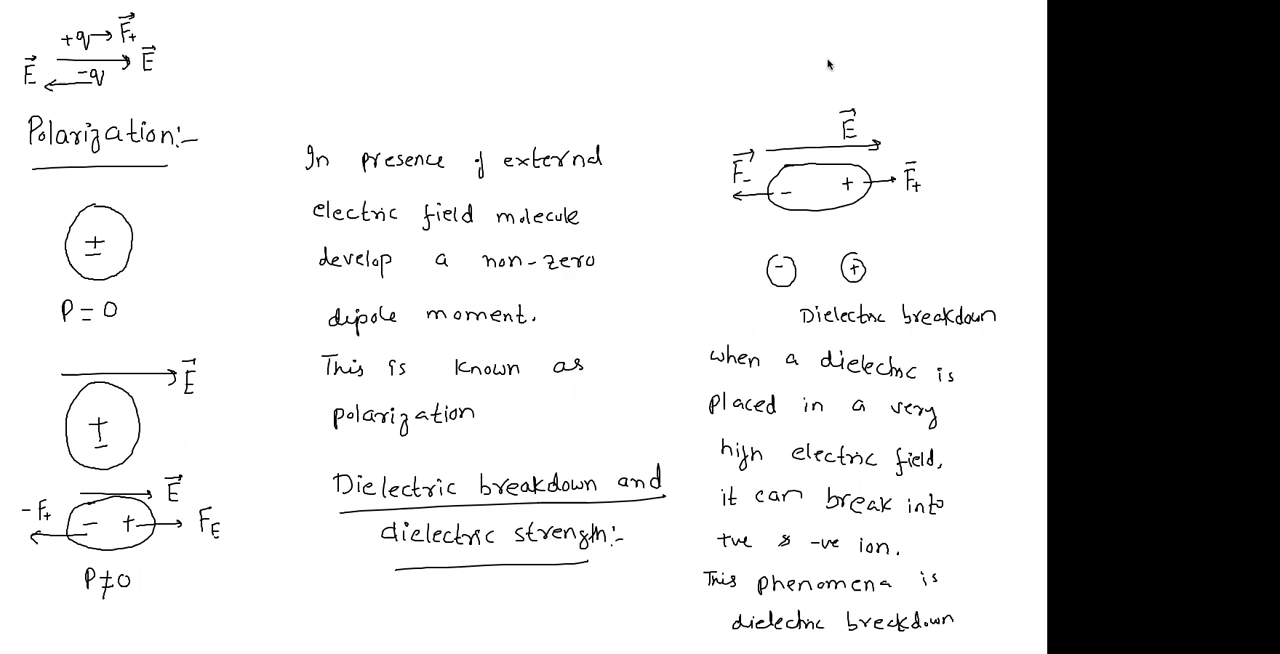 +q → F₊
E → E
-q
Polarization:-
±
P = 0
E
±
E
-F₊ - + F_E
P ≠ 0
In presence of external
electric field molecule
develop a non-zero
dipole moment.
This is known as
polarization
Dielectric breakdown and
dielectric strength:-
E
F₋ - + F₊
- +
Dielectric breakdown
when a dielectric is
placed in a very
high electric field,
it can break into
+ve & -ve ion.
This phenomena is
dielectric breakdown